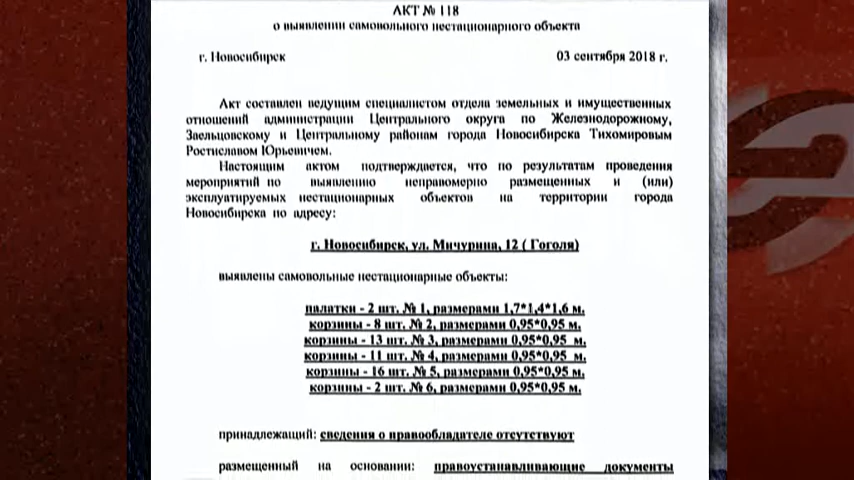 АКТ № 118
о выявлении самовольного нестационарного объекта
г. Новосибирск 03 сентября 2018 г.
Акт составлен ведущим специалистом отдела земельных и имущественных
отношений администрации Центрального округа по Железнодорожному,
Заельцовскому и Центральному районам города Новосибирска Тихомировым
Ростиславом Юрьевичем.
Настоящим актом подтверждается, что по результатам проведения
мероприятий по выявлению неправомерно размещенных и (или)
эксплуатируемых нестационарных объектов на территории города
Новосибирска по адресу:
г. Новосибирск, ул. Мичурина, 12 ( Гоголя)
выявлены самовольные нестационарные объекты:
палатки - 2 шт. № 1, размерами 1,7*1,4*1,6 м.
корзины - 8 шт. № 2, размерами 0,95*0,95 м.
корзины - 13 шт. № 3, размерами 0,95*0,95 м.
корзины - 11 шт. № 4, размерами 0,95*0,95 м.
корзины - 16 шт. № 5, размерами 0,95*0,95 м.
корзины - 2 шт. № 6, размерами 0,95*0,95 м.
принадлежащий: сведения о правообладателе отсутствуют
размещенный на основании: правоустанавливающие документы